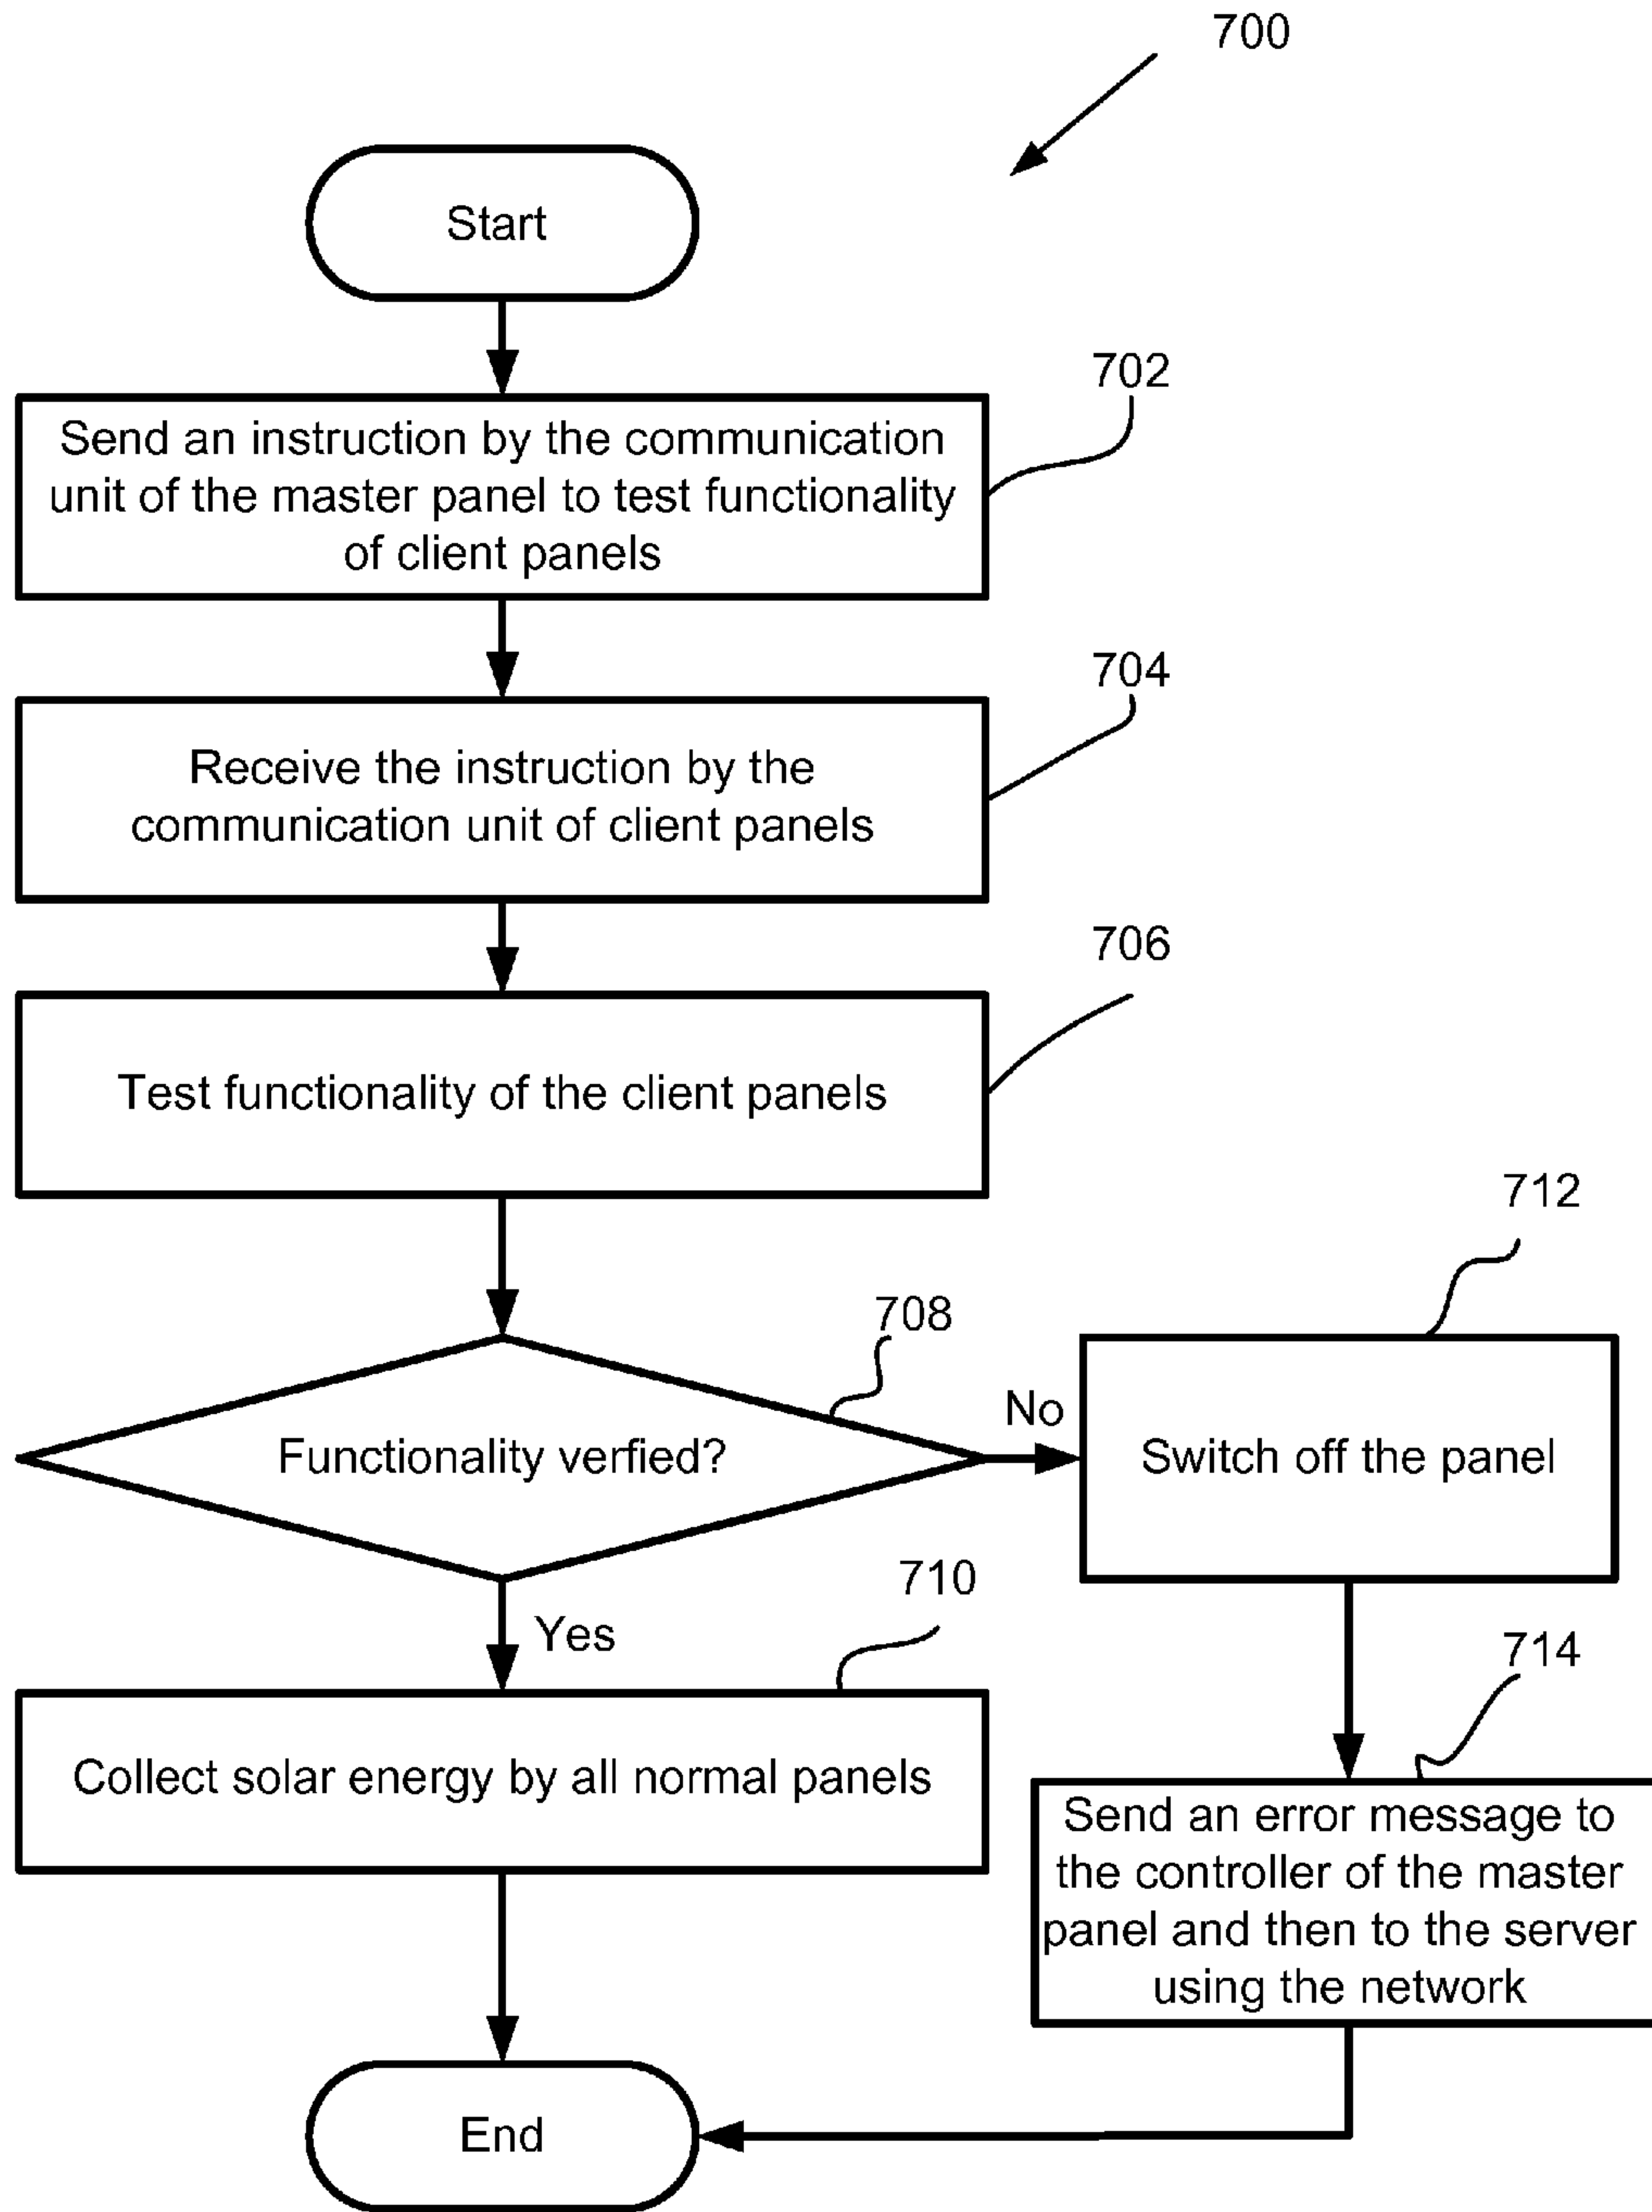 700
Start
702
Send an instruction by the communication
unit of the master panel to test functionality
of client panels
704
Receive the instruction by the
communication unit of client panels
706
Test functionality of the client panels
708
Functionality verfied?
No
712
Switch off the panel
Yes
710
Collect solar energy by all normal panels
714
Send an error message to
the controller of the master
panel and then to the server
using the network
End